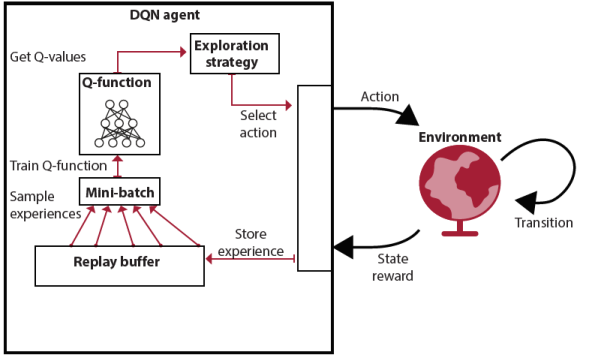 DQN agent
Get Q-values
Exploration
strategy
Q-function
Select
action
Action
Environment
Train Q-function
Sample
experiences
Mini-batch
Transition
Store
experience
State
reward
Replay buffer